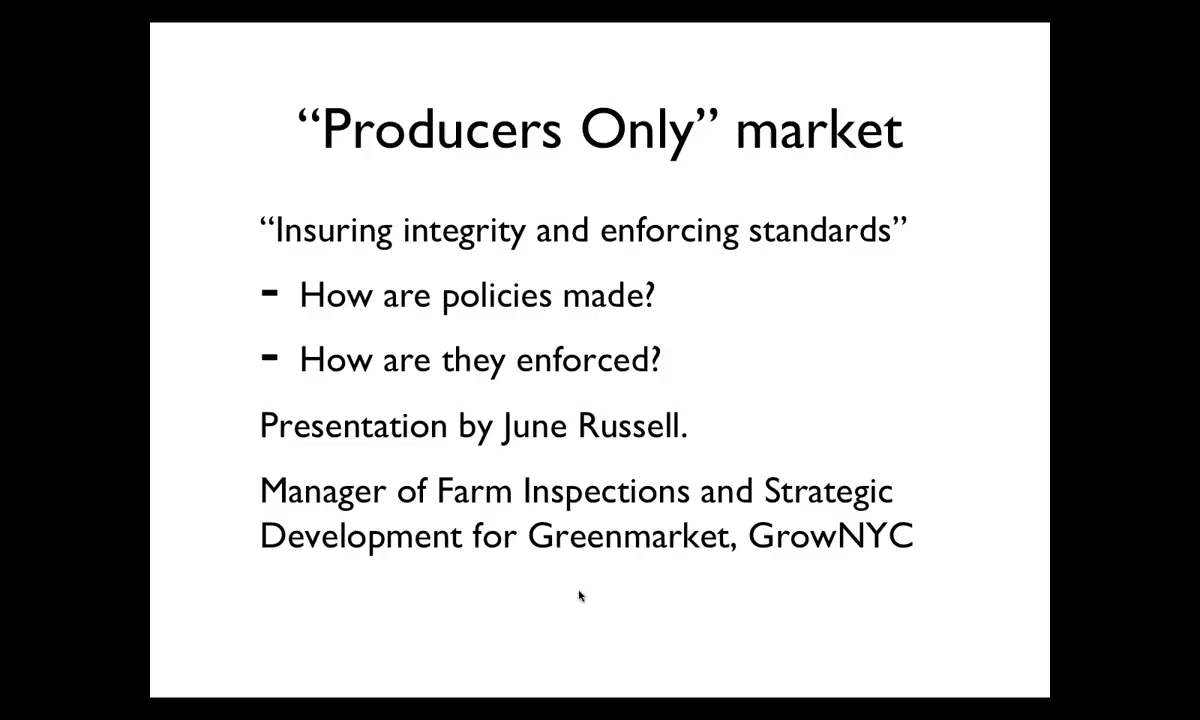 “Producers Only” market
“Insuring integrity and enforcing standards”
- How are policies made?
- How are they enforced?
Presentation by June Russell.
Manager of Farm Inspections and Strategic
Development for Greenmarket, GrowNYC